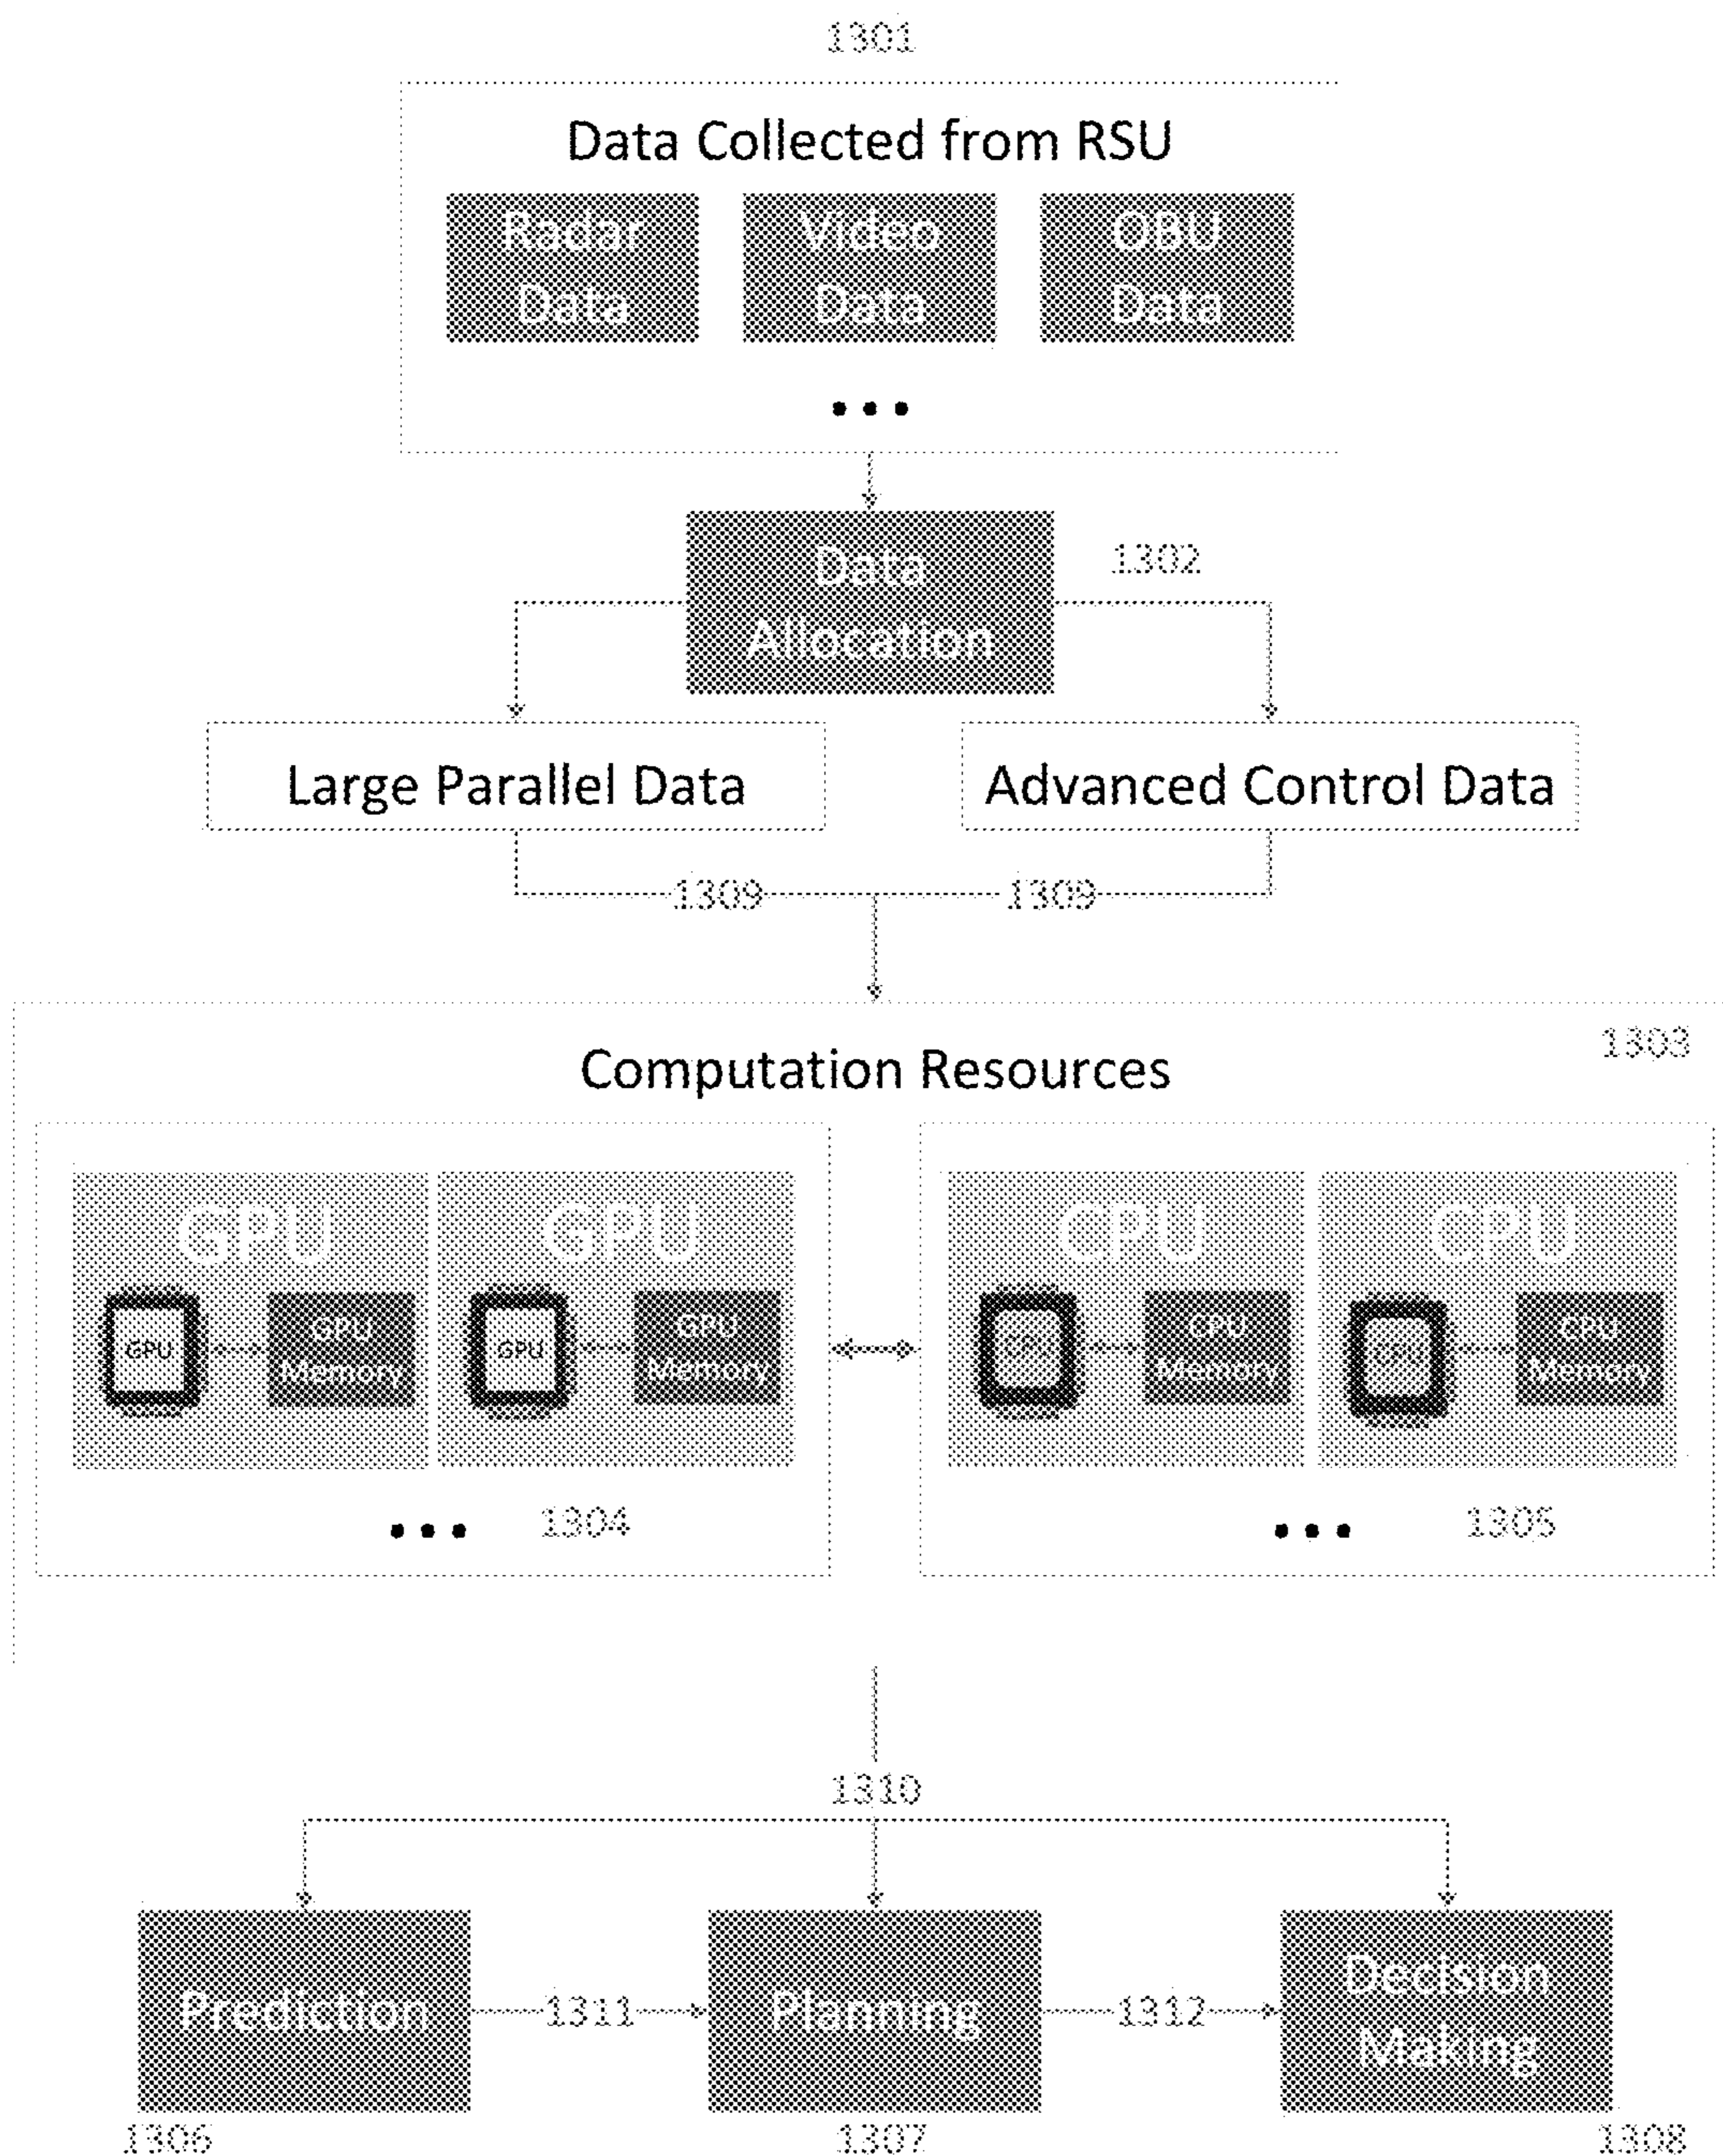 1301
Data Collected from RSU
Radar
Data
Video
Data
OBU
Data
...
Data
Allocation
1302
Large Parallel Data
Advanced Control Data
1309
1309
1303
Computation Resources
GPU
GPU
GPU
Memory
GPU
GPU
GPU
Memory
CPU
CPU
Memory
CPU
CPU
CPU
Memory
... 1304
... 1305
1310
Prediction
1311
Planning
1312
Decision
Making
1306
1307
1308